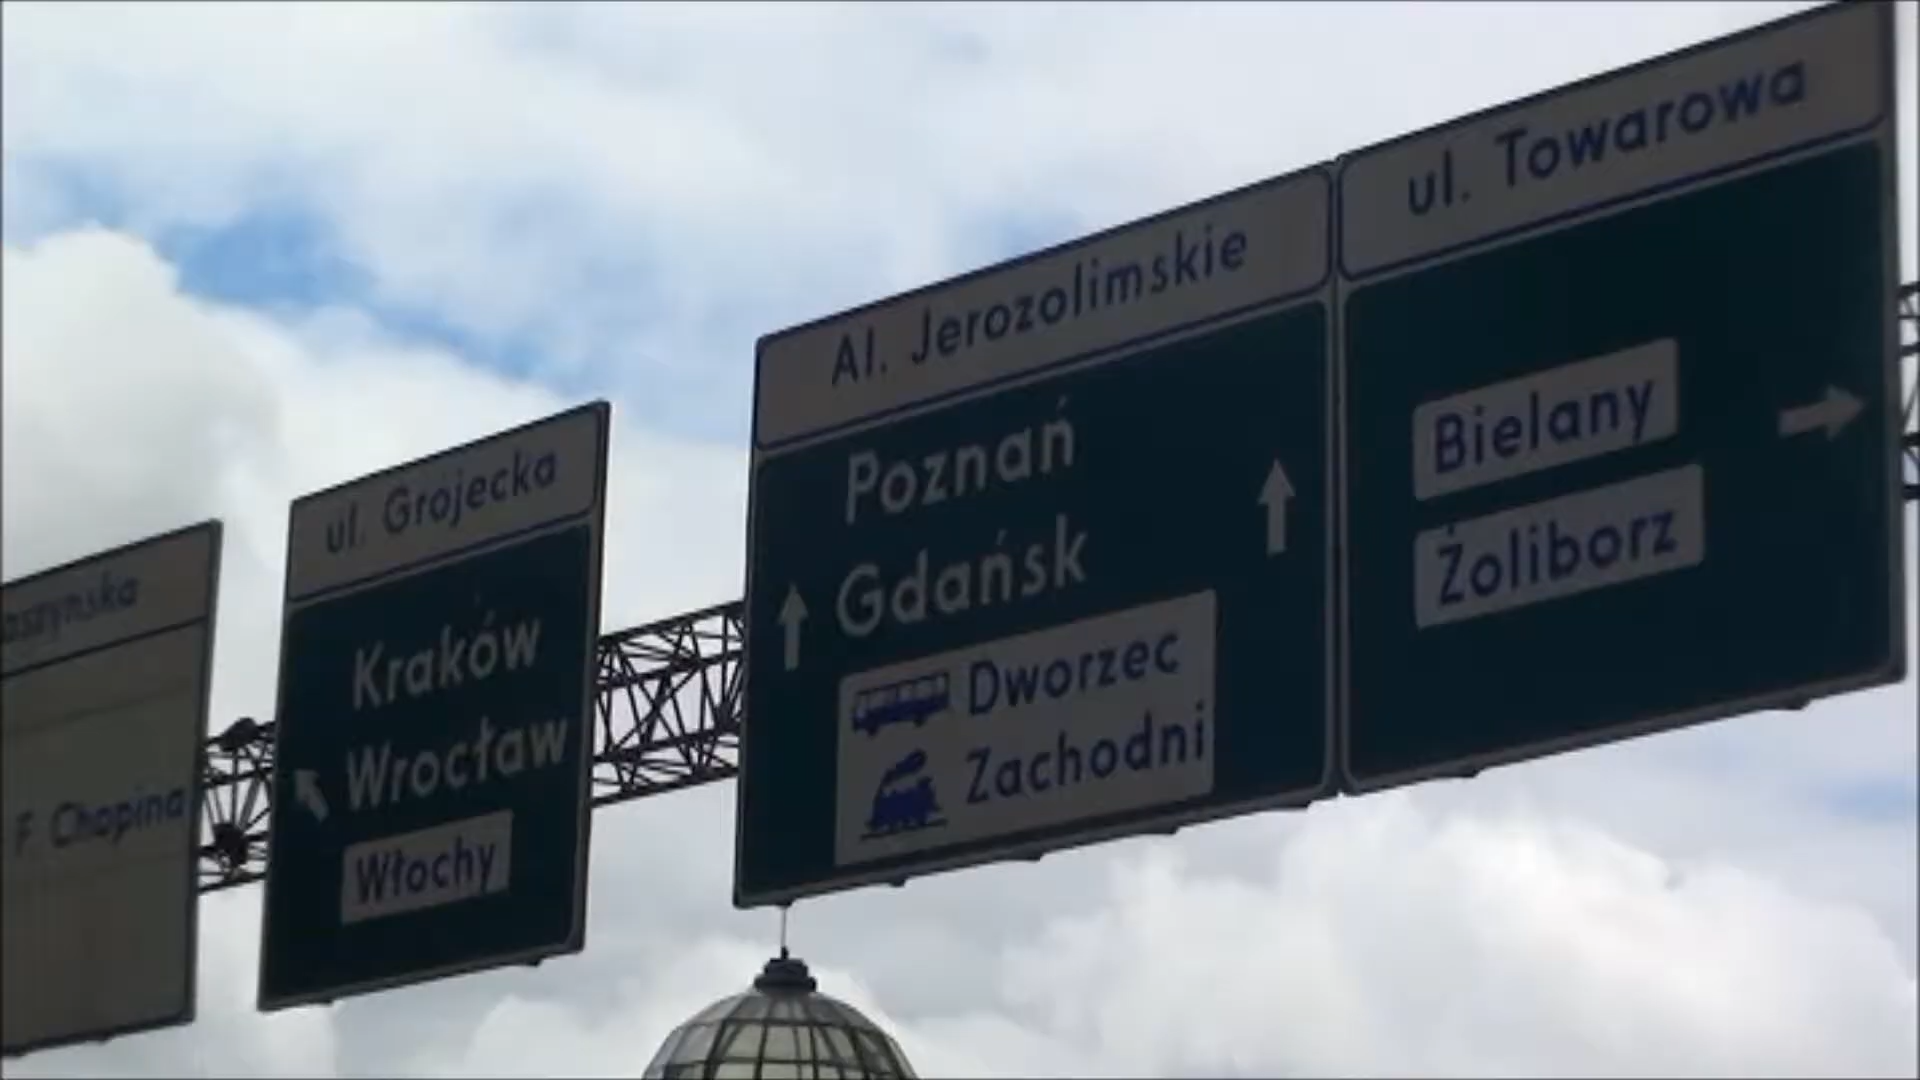 F. Chopina
ul. Grojecka
Kraków
Wrocław
Włochy
Al. Jerozolimskie
Poznań
Gdańsk
Dworzec
Zachodni
ul. Towarowa
Bielany
Żoliborz